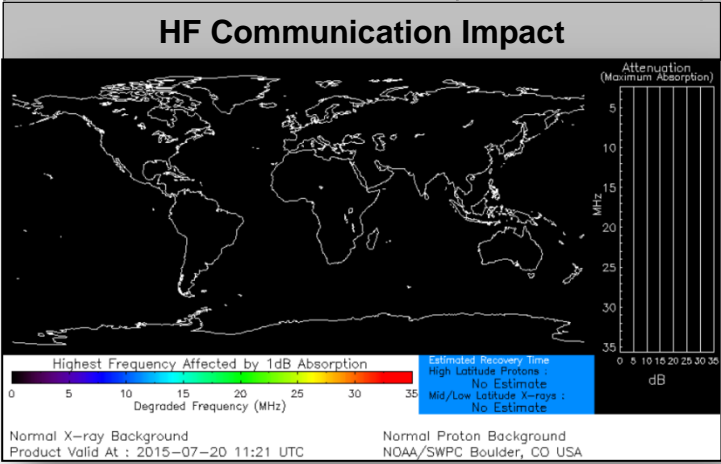 HF Communication Impact
Attenuation
(Maximum Absorption)
5
10
15
20
25
30
35
MHz
0 5 10 15 20 25 30 35
dB
Highest Frequency Affected by 1dB Absorption
0 5 10 15 20 25 30 35
Degraded Frequency (MHz)
Estimated Recovery Time
High Latitude Protons :
No Estimate
Mid/Low Latitude X-rays :
No Estimate
Normal X-ray Background
Product Valid At : 2015-07-20 11:21 UTC
Normal Proton Background
NOAA/SWPC Boulder, CO USA